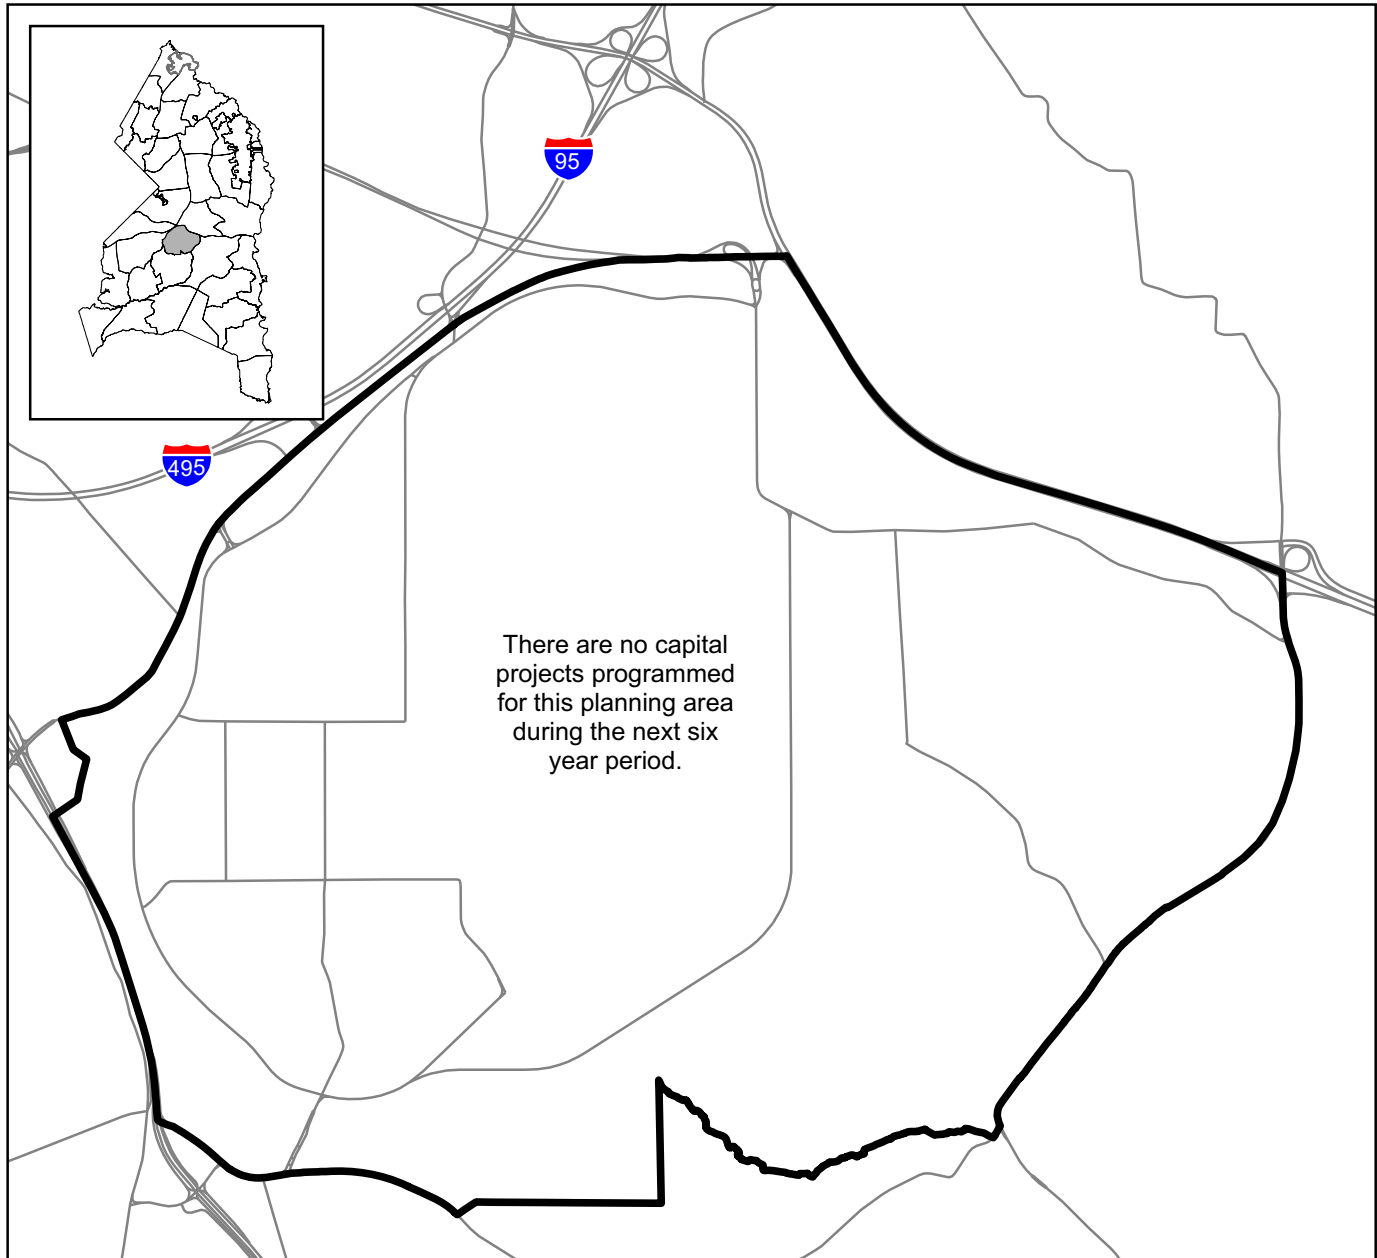 95
495
There are no capital
projects programmed
for this planning area
during the next six
year period.